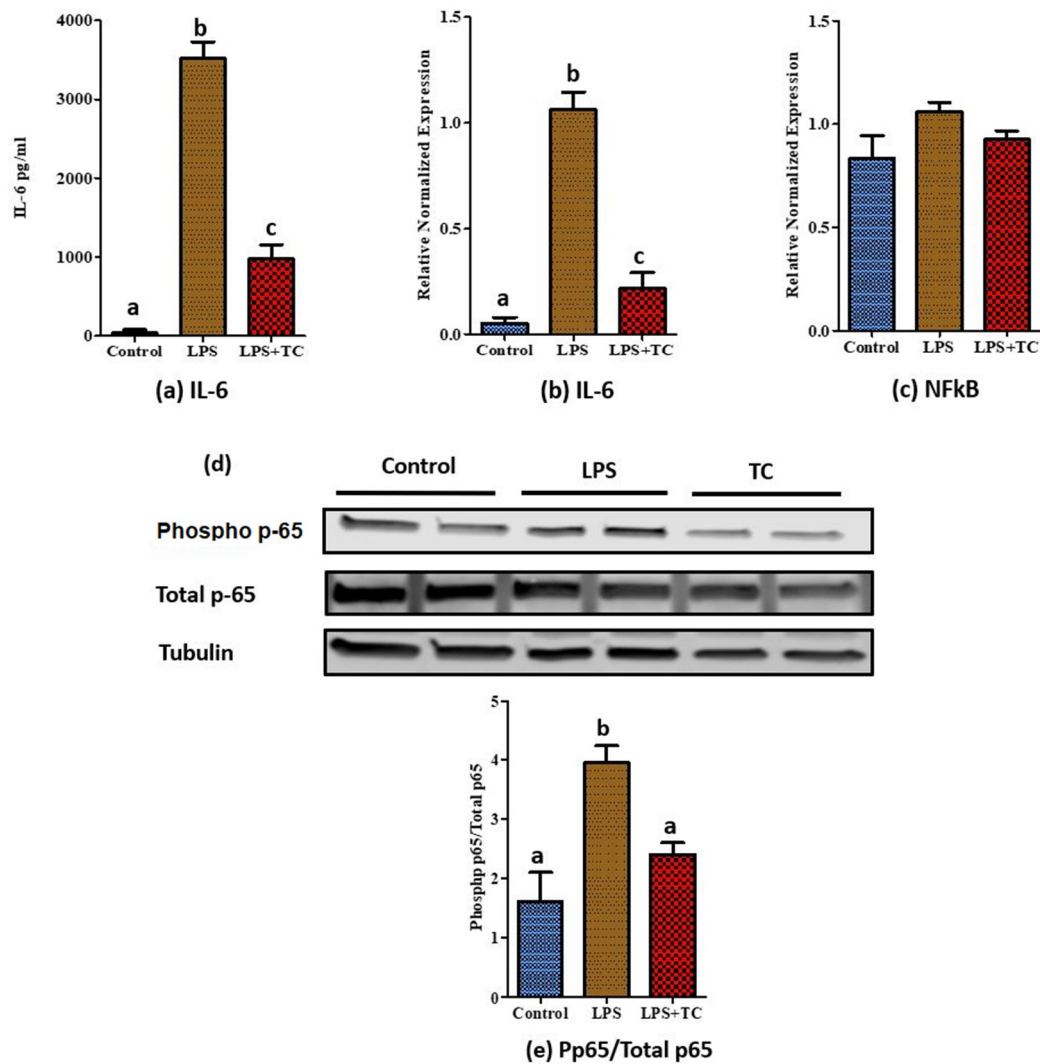 4000
3000
2000
1000
0
IL-6 pg/ml
a
b
c
Control
LPS
LPS+TC
(a) IL-6
1.5
1.0
0.5
0.0
Relative Normalized Expression
a
b
c
Control
LPS
LPS+TC
(b) IL-6
1.5
1.0
0.5
0.0
Relative Normalized Expression
Control
LPS
LPS+TC
(c) NFkB
(d)
Control
LPS
TC
Phospho p-65
Total p-65
Tubulin
5
4
3
2
1
0
Phosphp p65/Total p65
a
b
a
Control
LPS
LPS+TC
(e) Pp65/Total p65